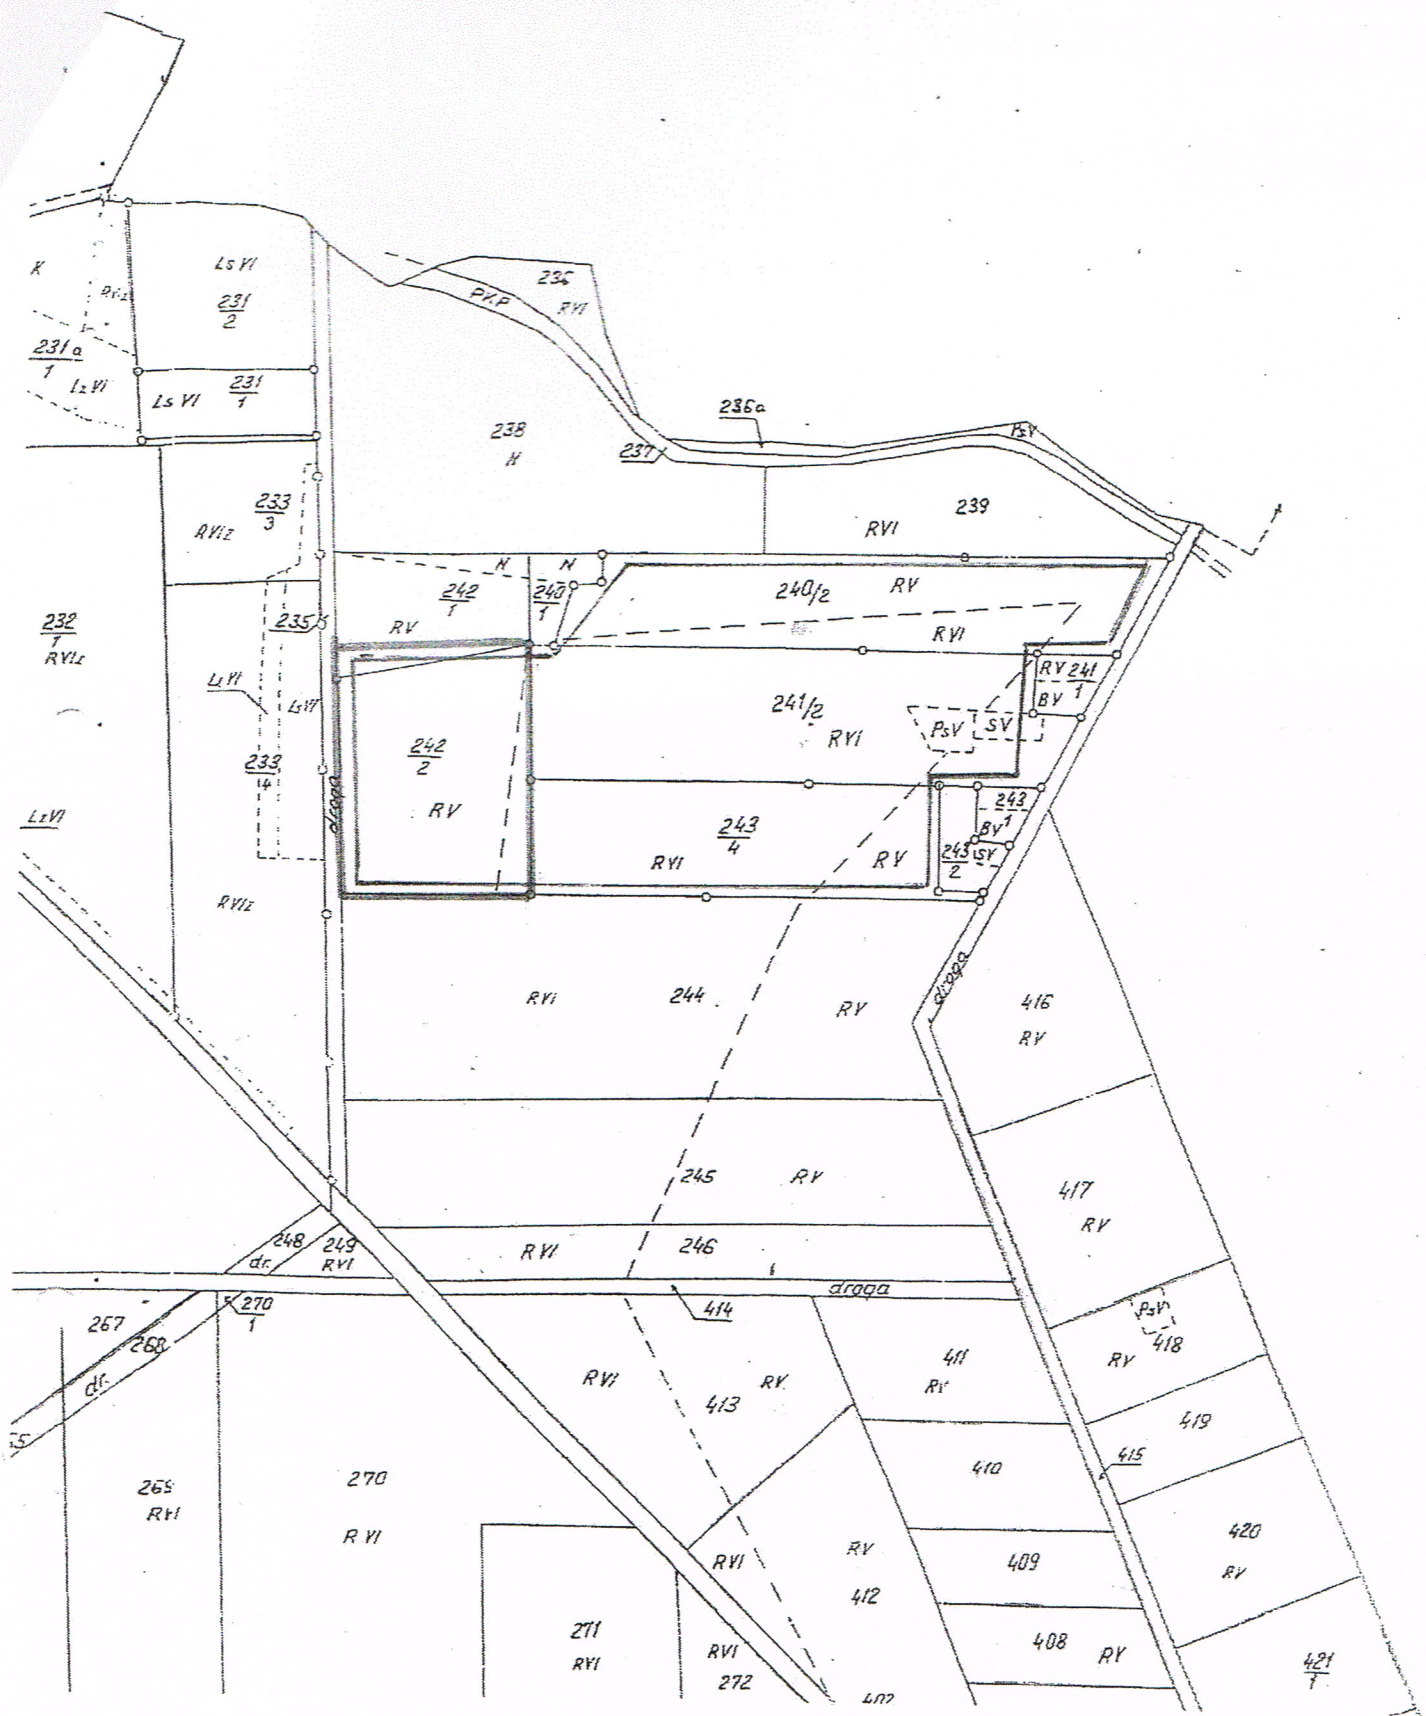 Ls VI
K
231
2
236
RVI
PKP
231a
1
Lz VI
Ls VI
231
1
236a
PsV
238
N
237
239
RVI
233
3
RVIz
N
N
242
1
240
1
240/2
RV
RV
RVI
232
1
RVIz
235
RV
241
1
BV
Ls VI
241/2
RVI
PsV
SV
242
2
RV
233
4
droga
LzVI
243
4
RVI
RV
243
1
BV
243
2
SV
RVIz
droga
RVI
244
RV
416
RV
245
RV
417
RV
248
dr.
249
RVI
RVI
246
droga
414
270
1
267
268
dr.
PsV
418
RV
411
RV
RVI
RV
413
419
415
410
269
RVI
270
RVI
420
RV
409
RVI
RV
412
271
RVI
RVI
272
408
RV
421
1